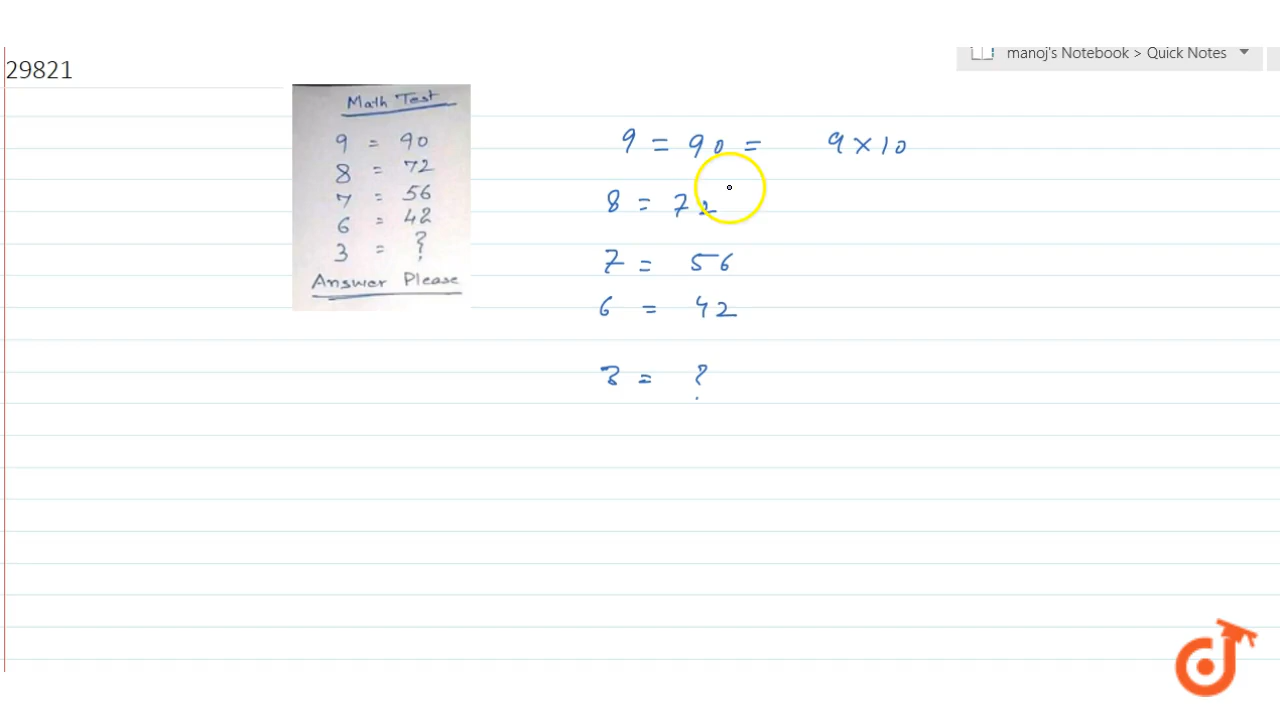 manoj's Notebook > Quick Notes
29821
Math Test
9 = 90
8 = 72
7 = 56
6 = 42
3 = ?
Answer Please
9 = 90 = 9 × 10
8 = 72
7 = 56
6 = 42
3 = ?